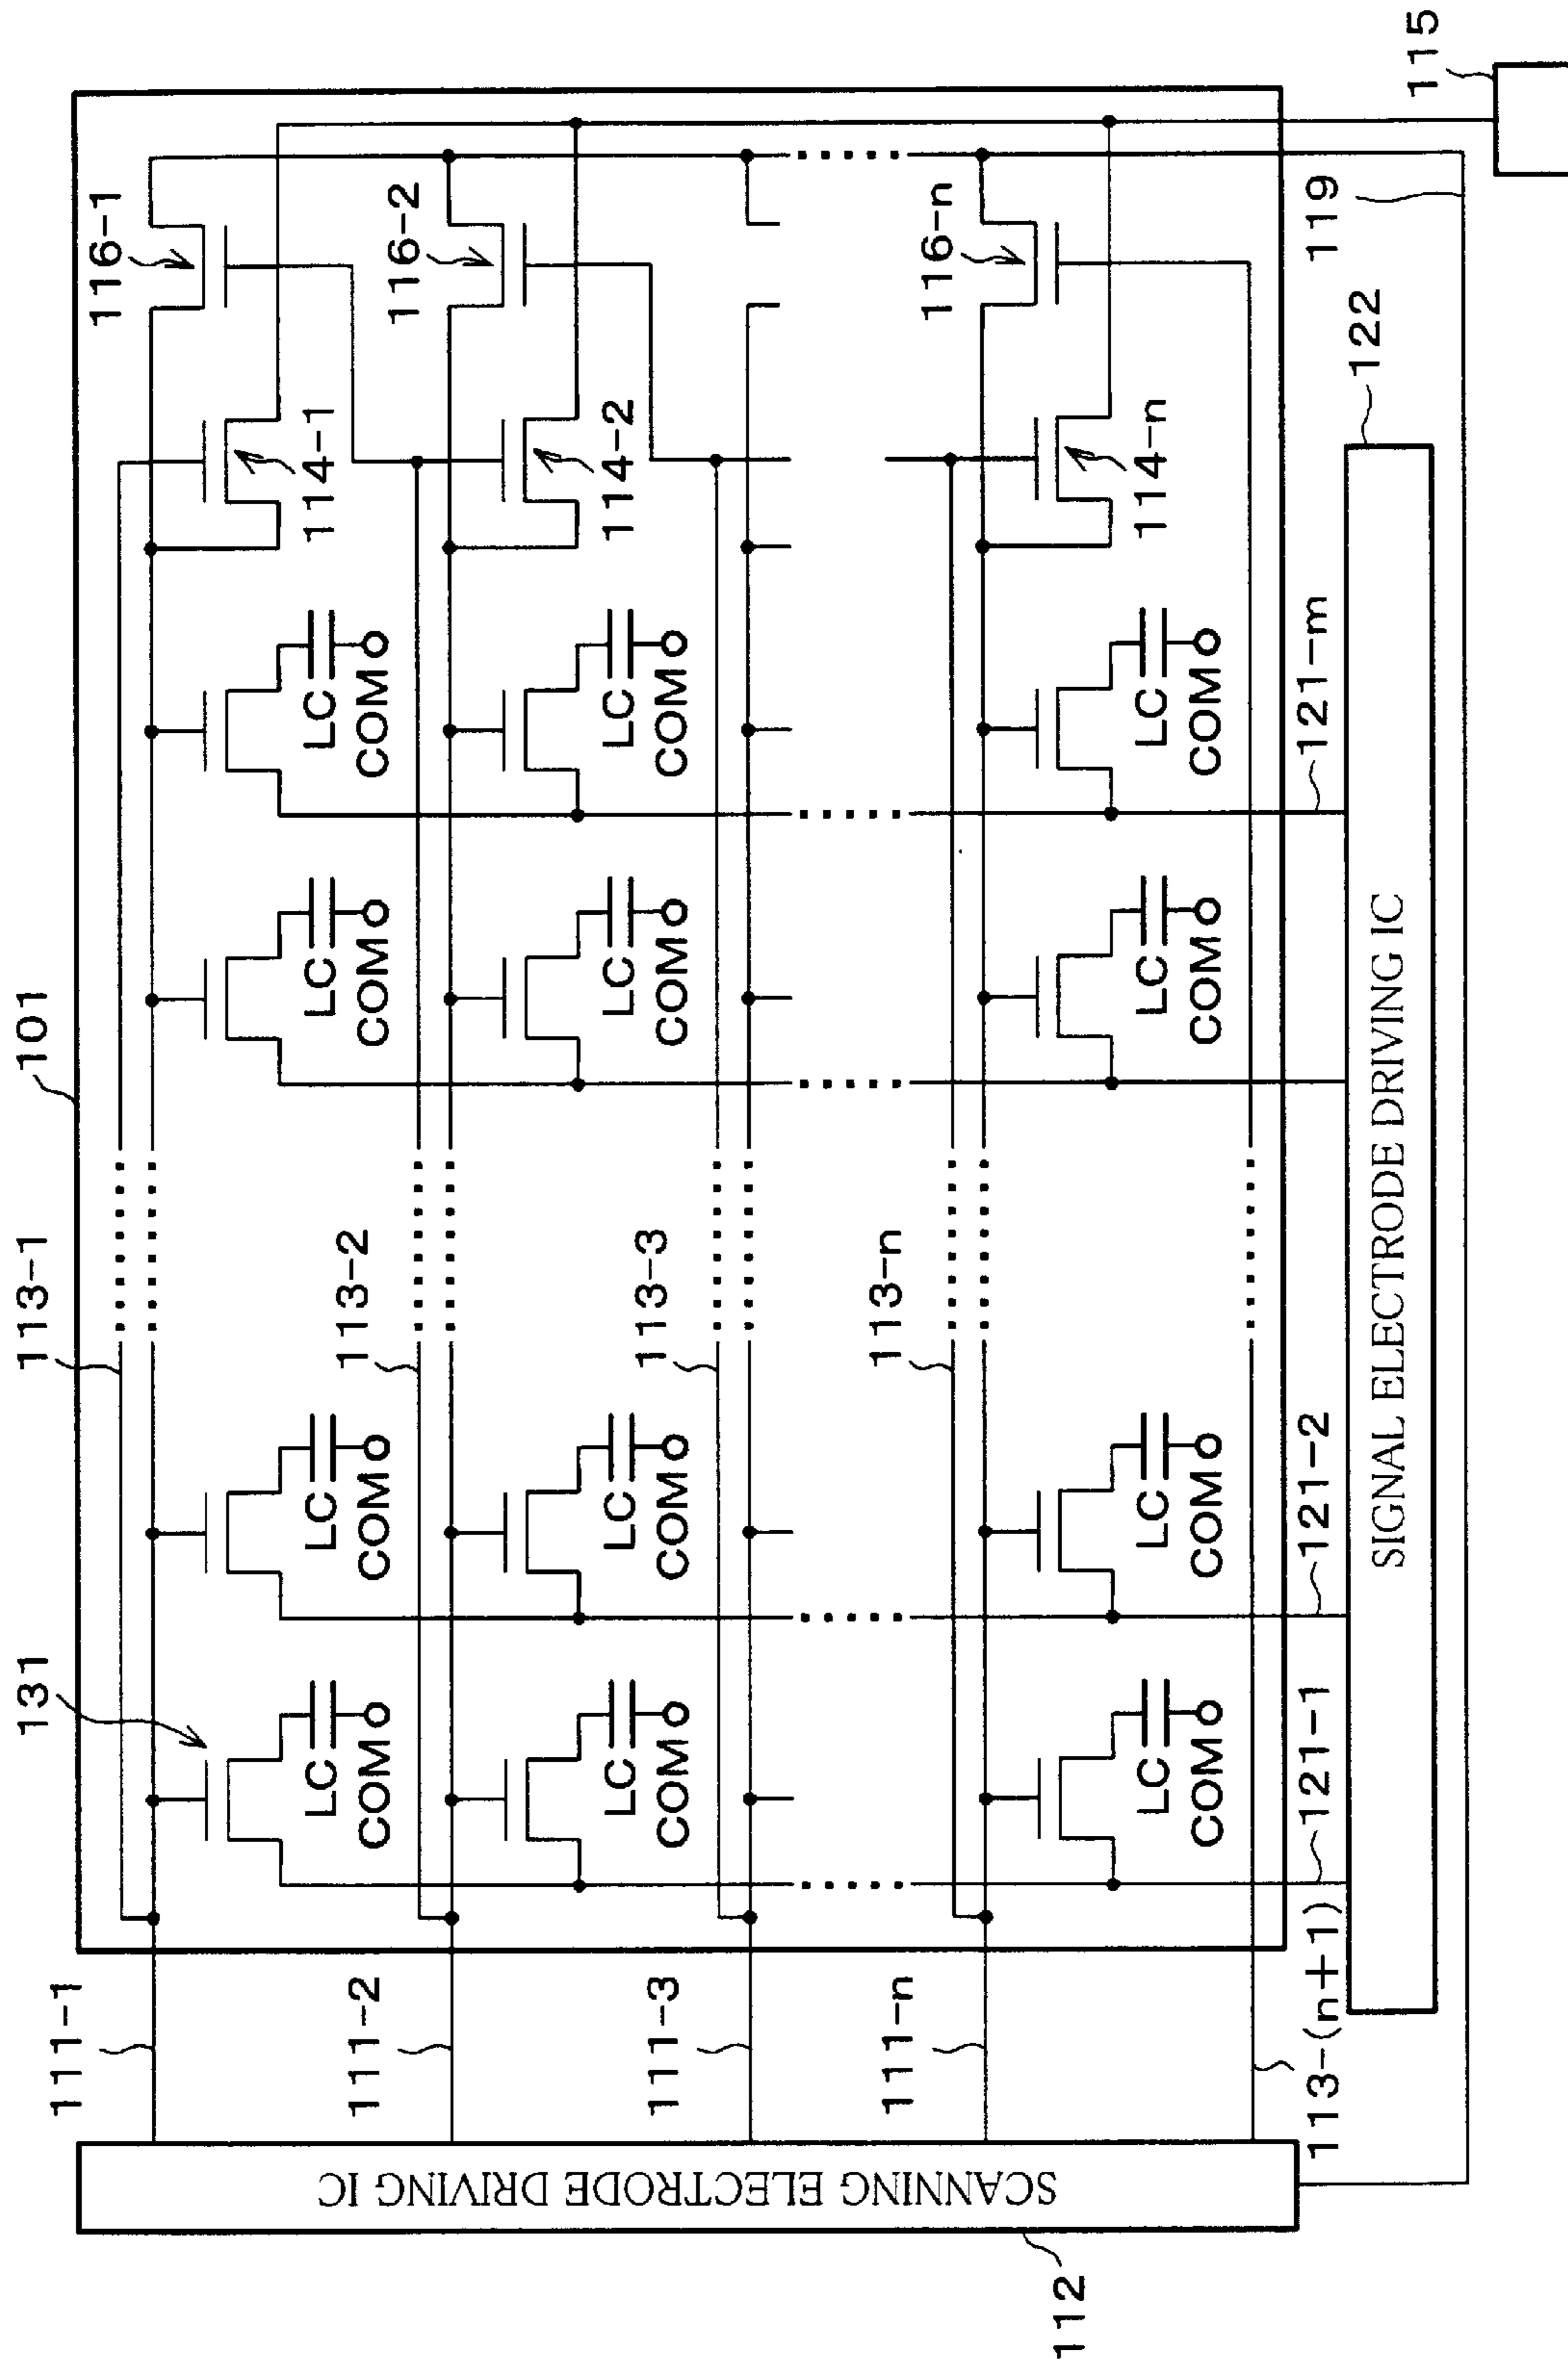 101
131
113-1
116-1
111-1
114-1
LC LC LC LC
COM COM COM COM
113-2
116-2
111-2
114-2
LC LC LC LC
COM COM COM COM
113-3
111-3
113-n
116-n
111-n
114-n
LC LC LC LC
COM COM COM COM
113-(n+1)
121-1
121-2
121-m
119
115
122
SCANNING ELECTRODE DRIVING IC
SIGNAL ELECTRODE DRIVING IC
112